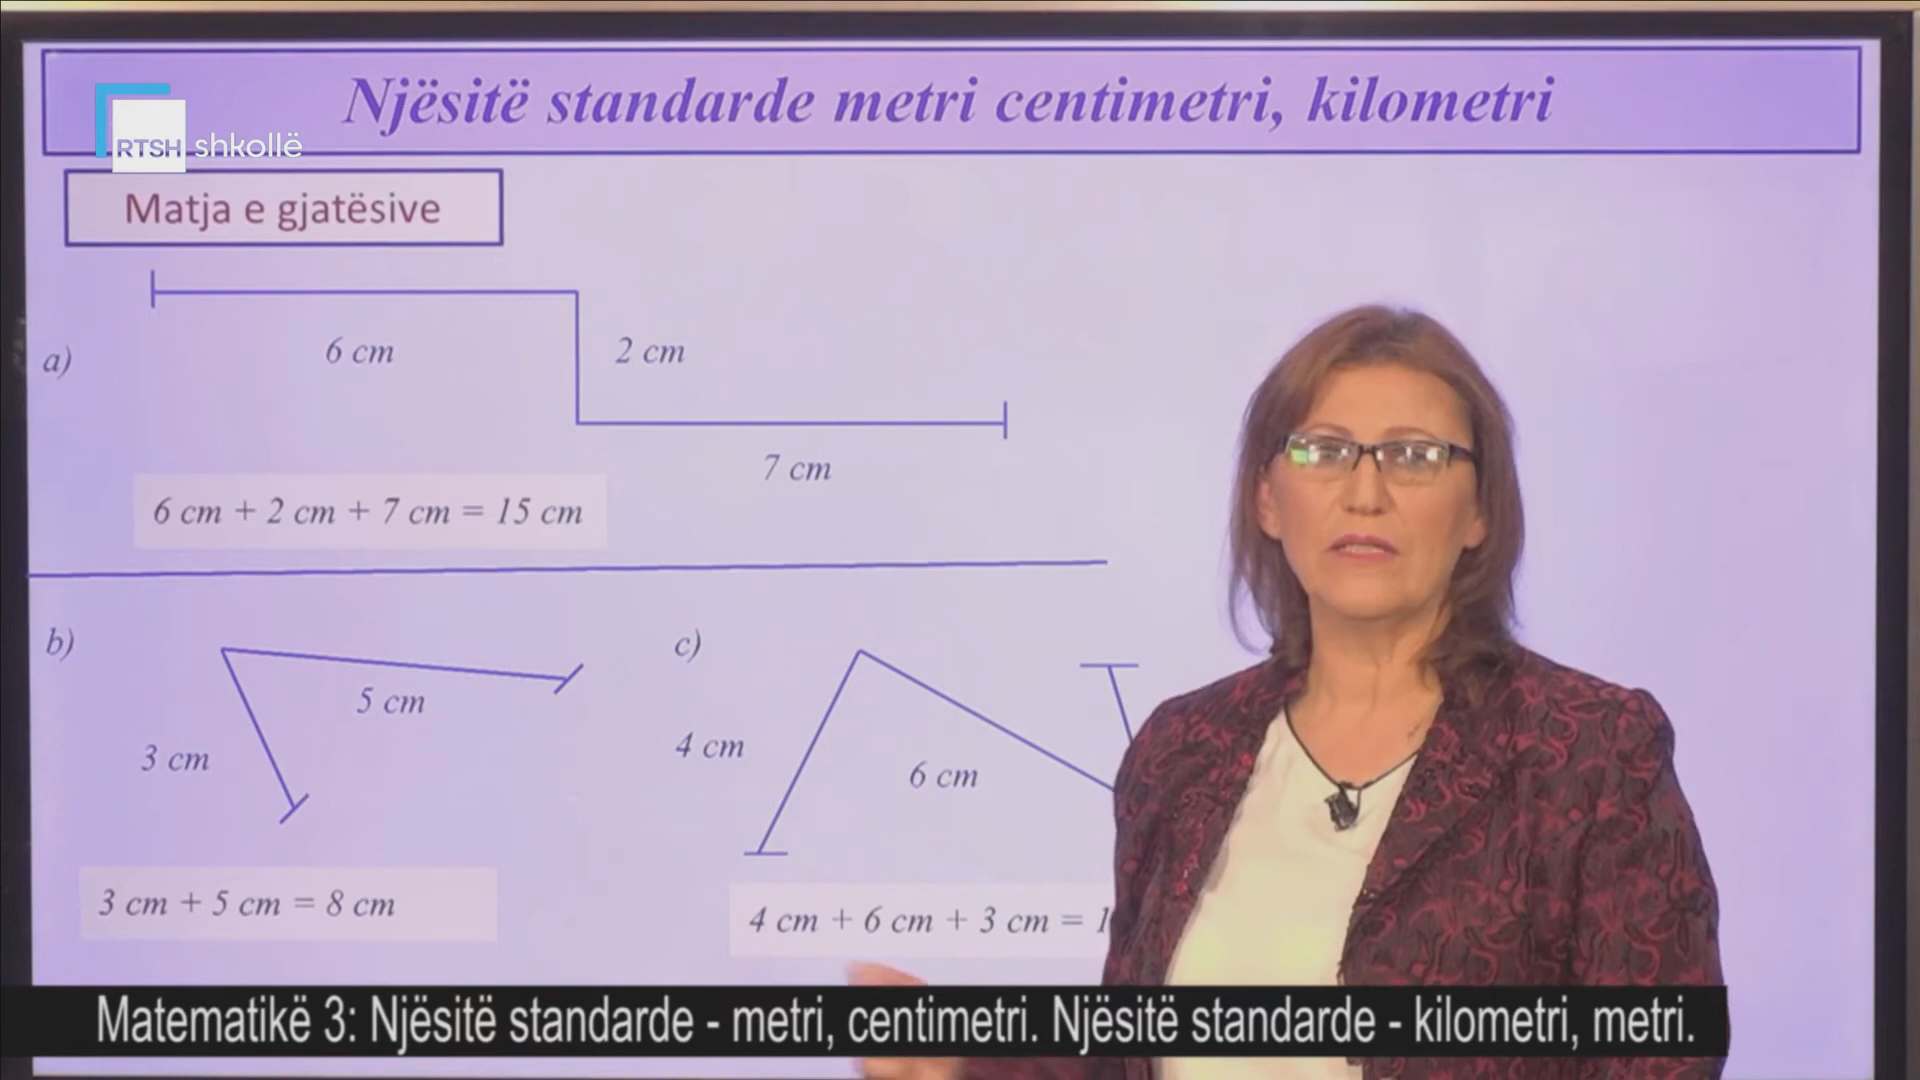 Njësitë standarde metri centimetri, kilometri
RTSH shkollë
Matja e gjatësive
a)
6 cm
2 cm
7 cm
6 cm + 2 cm + 7 cm = 15 cm
b)
5 cm
3 cm
3 cm + 5 cm = 8 cm
c)
4 cm
6 cm
4 cm + 6 cm + 3 cm =
Matematikë 3: Njësitë standarde - metri, centimetri. Njësitë standarde - kilometri, metri.